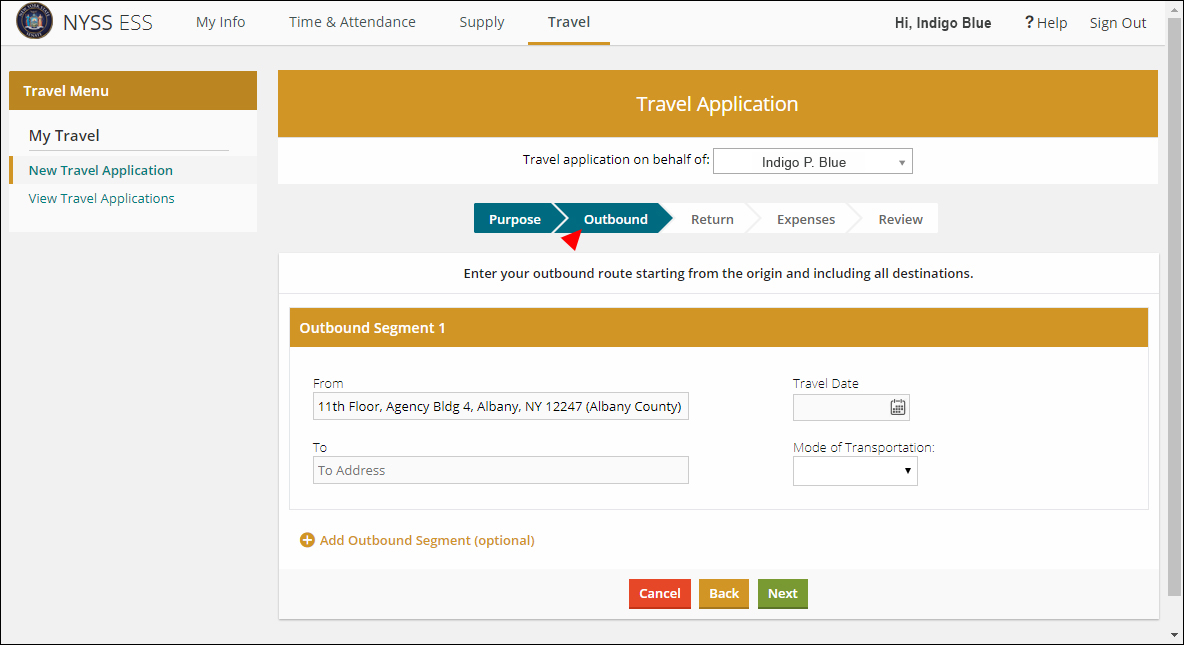 NYSS ESS
My Info
Time & Attendance
Supply
Travel
Hi, Indigo Blue
? Help
Sign Out
Travel Menu
My Travel
New Travel Application
View Travel Applications
Travel Application
Travel application on behalf of:
Indigo P. Blue
Purpose
Outbound
Return
Expenses
Review
Enter your outbound route starting from the origin and including all destinations.
Outbound Segment 1
From
11th Floor, Agency Bldg 4, Albany, NY 12247 (Albany County)
Travel Date
To
To Address
Mode of Transportation:
Add Outbound Segment (optional)
Cancel
Back
Next